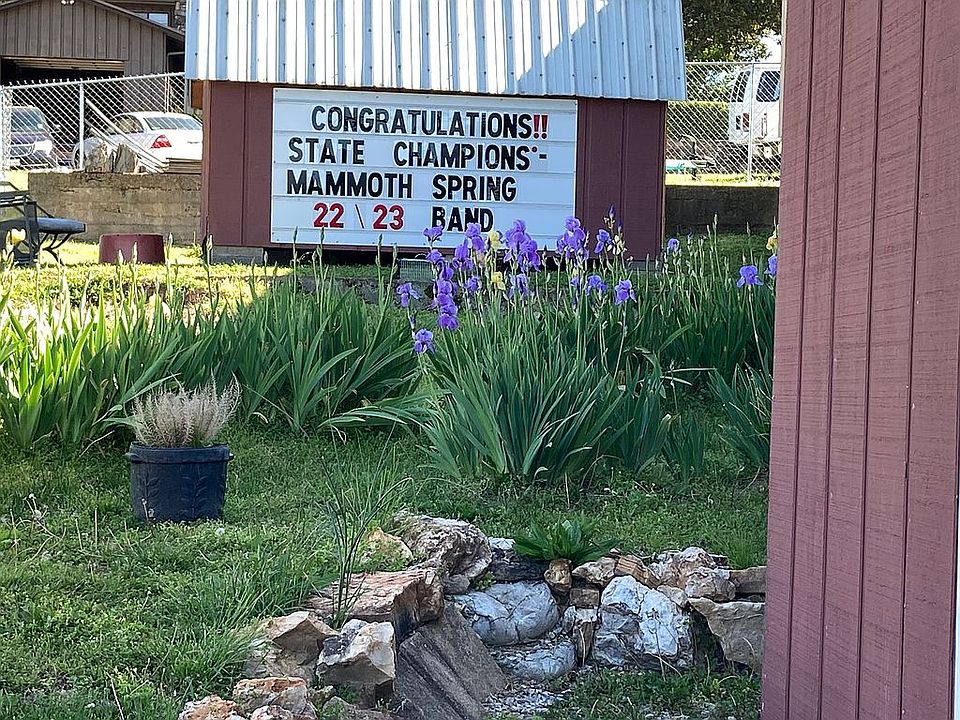 CONGRATULATIONS!!
STATE CHAMPIONS -
MAMMOTH SPRING
22 \ 23 BAND